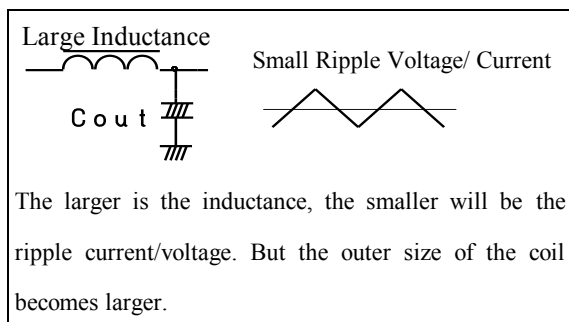 Large Inductance
Small Ripple Voltage/ Current
Cout
The larger is the inductance, the smaller will be the
ripple current/voltage. But the outer size of the coil
becomes larger.